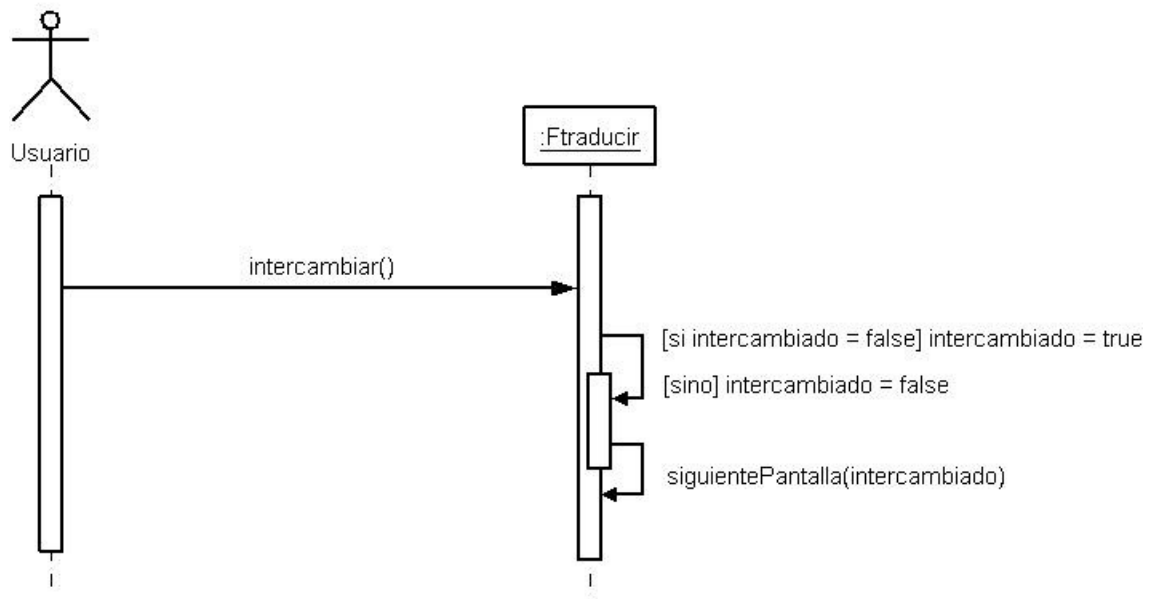 :Ftraducir
Usuario
intercambiar()
[si intercambiado = false] intercambiado = true
[sino] intercambiado = false
siguientePantalla(intercambiado)